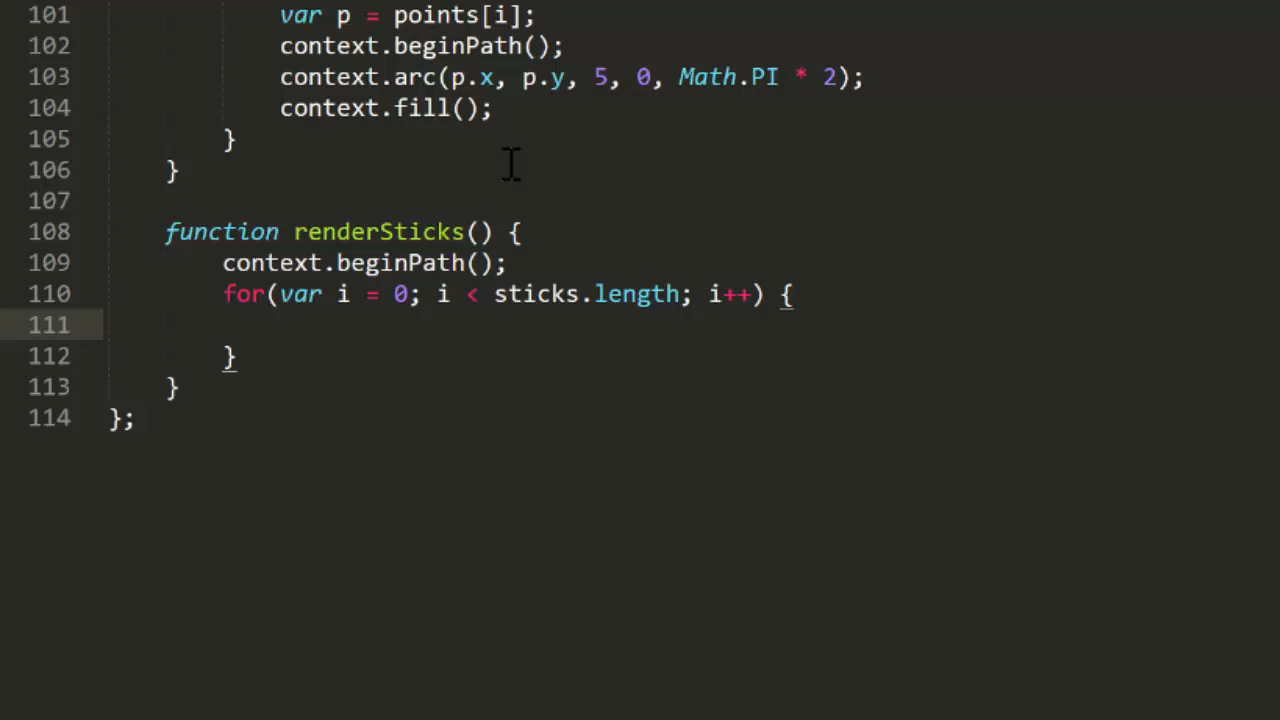 101 var p = points[i];
102 context.beginPath();
103 context.arc(p.x, p.y, 5, 0, Math.PI * 2);
104 context.fill();
105 }
106 }
107
108 function renderSticks() {
109 context.beginPath();
110 for(var i = 0; i < sticks.length; i++) {
111
112 }
113 }
114 };